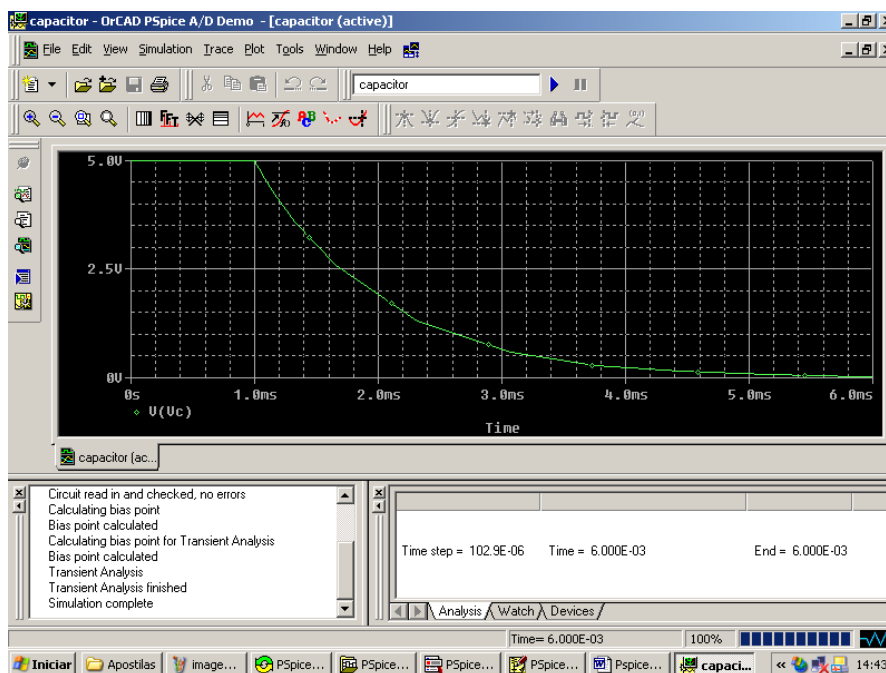 capacitor - OrCAD PSpice A/D Demo - [capacitor (active)]
File Edit View Simulation Trace Plot Tools Window Help
capacitor
5.0V
2.5V
0V
0s 1.0ms 2.0ms 3.0ms 4.0ms 5.0ms 6.0ms
V(Vc)
Time
capacitor (ac...
Circuit read in and checked, no errors
Calculating bias point
Bias point calculated
Calculating bias point for Transient Analysis
Bias point calculated
Transient Analysis
Transient Analysis finished
Simulation complete
Time step = 102.9E-06 Time = 6.000E-03 End = 6.000E-03
Analysis Watch Devices
Time= 6.000E-03 100%
Iniciar Apostilas image... PSpice... PSpice... PSpice... PSpice... Pspice... capaci... « 14:43